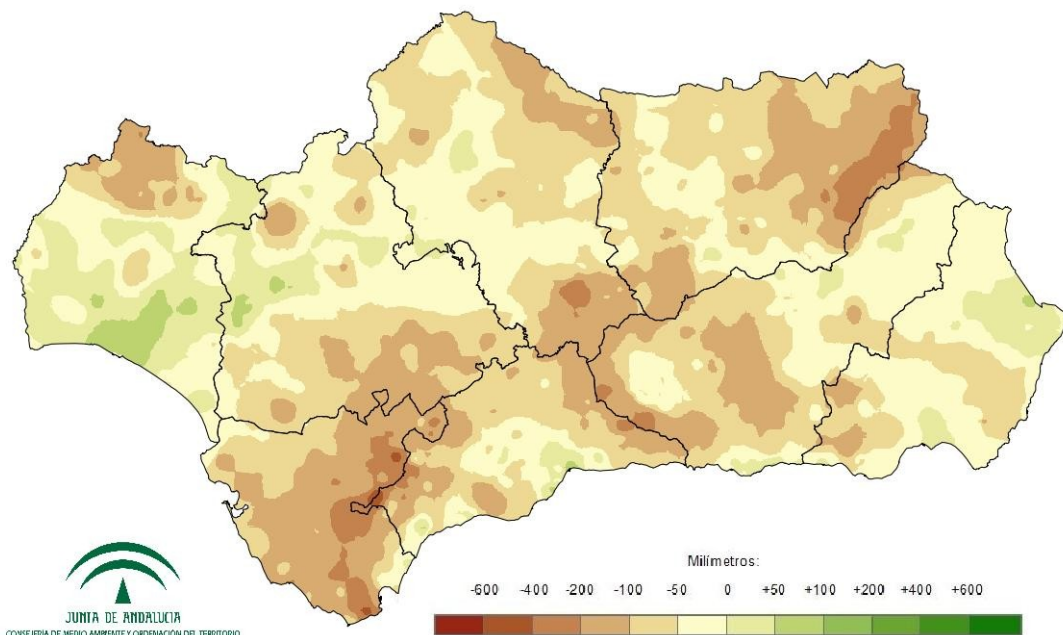 Milímetros:
-600 -400 -200 -100 -50 0 +50 +100 +200 +400 +600
JUNTA DE ANDALUCIA
CONSEJERÍA DE MEDIO AMBIENTE Y ORDENACIÓN DEL TERRITORIO